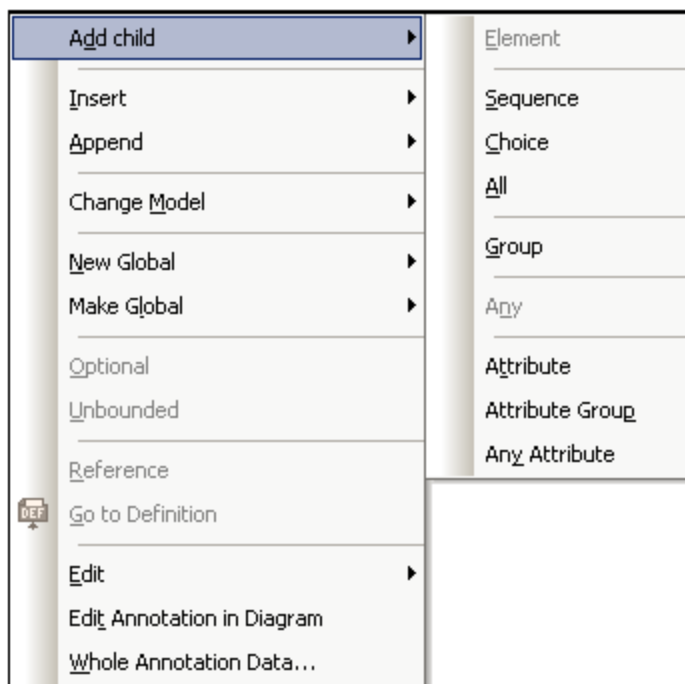 Add child
Insert
Append
Change Model
New Global
Make Global
Optional
Unbounded
Reference
DEF
Go to Definition
Edit
Edit Annotation in Diagram
Whole Annotation Data...
Element
Sequence
Choice
All
Group
Any
Attribute
Attribute Group
Any Attribute